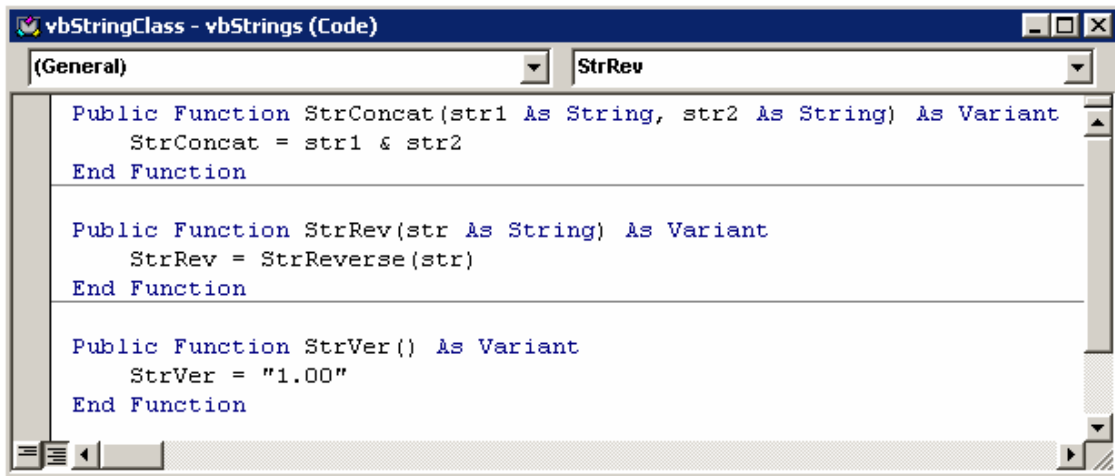 vbStringClass - vbStrings (Code)
(General) StrRev
Public Function StrConcat(str1 As String, str2 As String) As Variant
    StrConcat = str1 & str2
End Function
Public Function StrRev(str As String) As Variant
    StrRev = StrReverse(str)
End Function
Public Function StrVer() As Variant
    StrVer = "1.00"
End Function